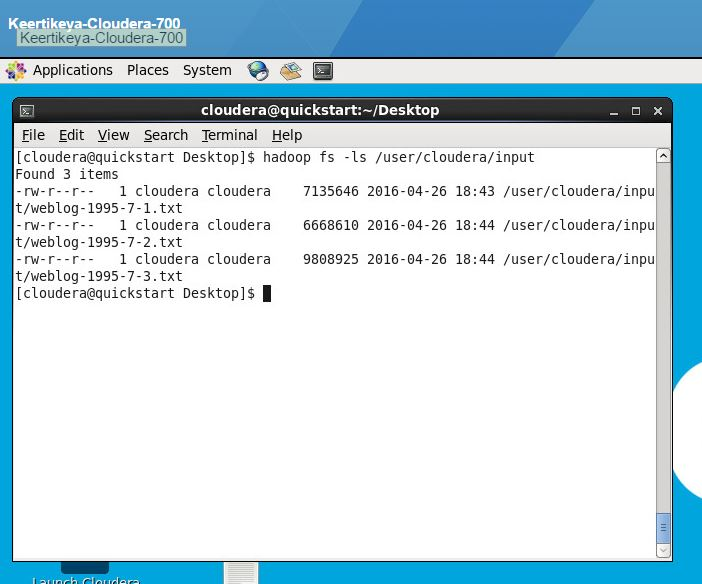 Keertikeya-Cloudera-700
Keertikeya-Cloudera-700
Applications Places System
cloudera@quickstart:~/Desktop
File Edit View Search Terminal Help
[cloudera@quickstart Desktop]$ hadoop fs -ls /user/cloudera/input
Found 3 items
-rw-r--r--   1 cloudera cloudera    7135646 2016-04-26 18:43 /user/cloudera/inpu
t/weblog-1995-7-1.txt
-rw-r--r--   1 cloudera cloudera    6668610 2016-04-26 18:44 /user/cloudera/inpu
t/weblog-1995-7-2.txt
-rw-r--r--   1 cloudera cloudera    9808925 2016-04-26 18:44 /user/cloudera/inpu
t/weblog-1995-7-3.txt
[cloudera@quickstart Desktop]$
Launch Cloudera